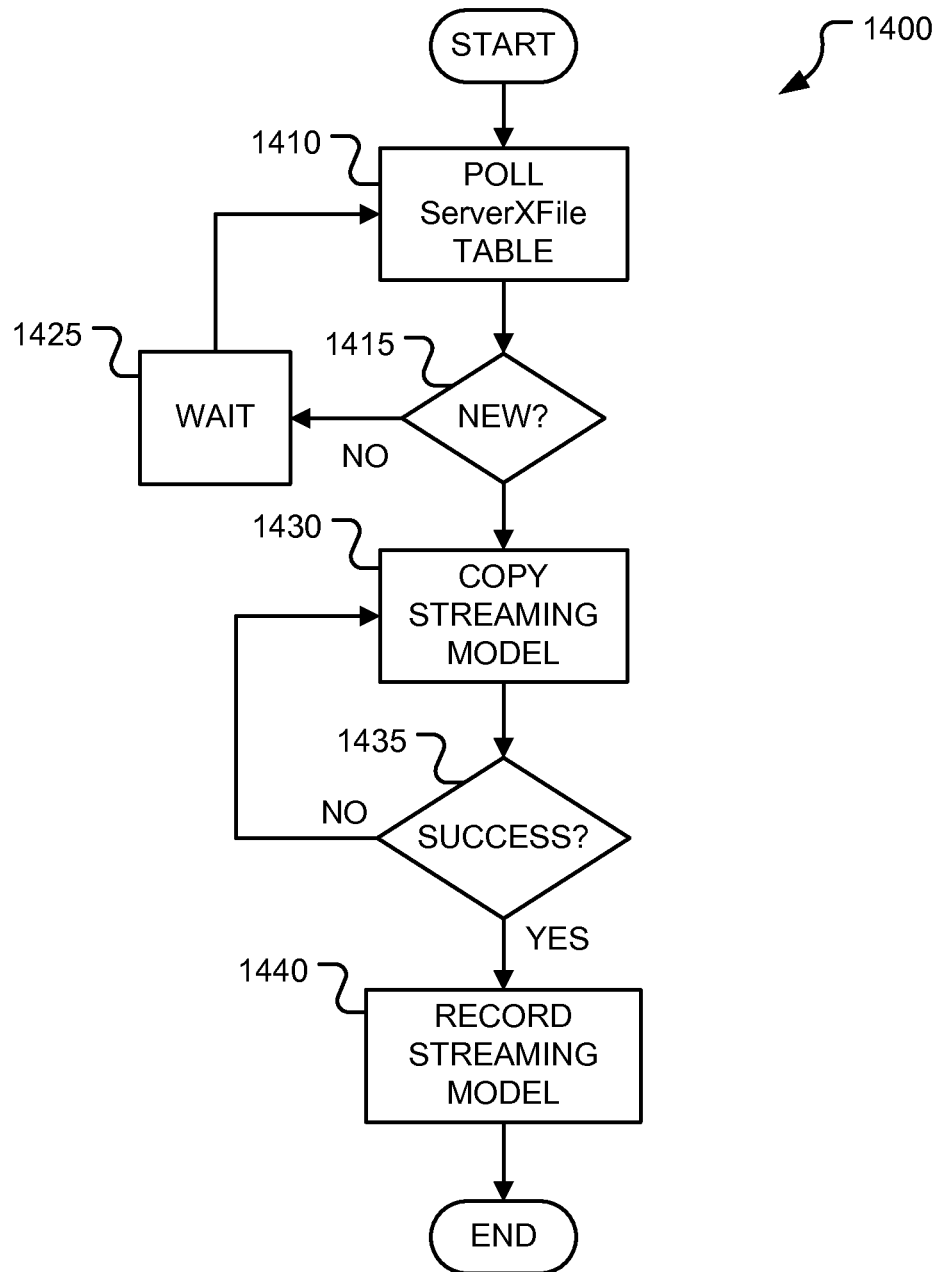 START
1400
1410
POLL
ServerXFile
TABLE
1425
1415
WAIT
NEW?
NO
1430
COPY
STREAMING
MODEL
1435
NO
SUCCESS?
YES
1440
RECORD
STREAMING
MODEL
END